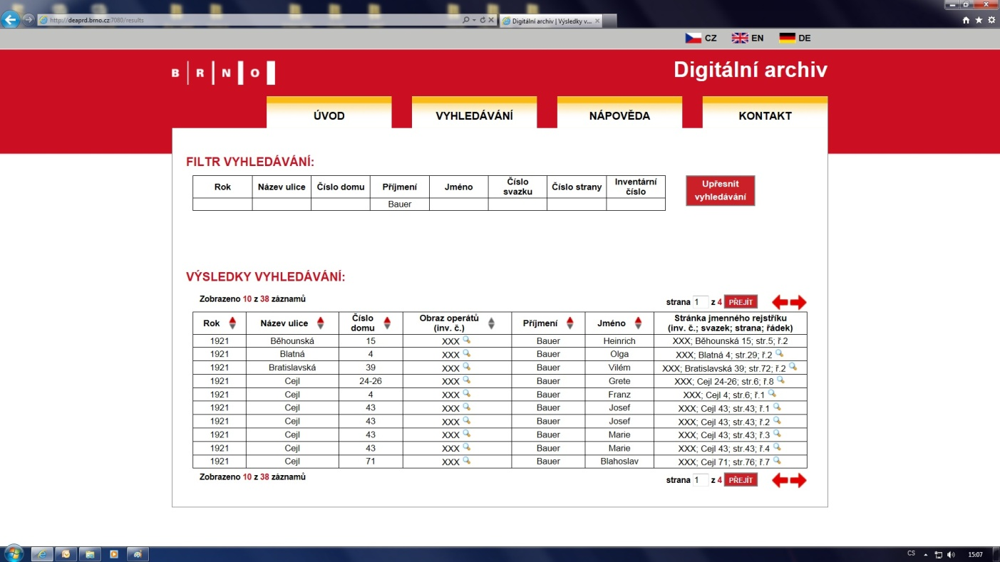 http://deaprd.brno.cz:7080/results
Digitální archiv | Výsledky v...
CZ EN DE
B R N O
Digitální archiv
ÚVOD VYHLEDÁVÁNÍ NÁPOVĚDA KONTAKT
FILTR VYHLEDÁVÁNÍ:
Rok Název ulice Číslo domu Příjmení Jméno Číslo svazku Číslo strany Inventární číslo
Bauer
Upřesnit
vyhledávání
VÝSLEDKY VYHLEDÁVÁNÍ:
Zobrazeno 10 z 38 záznamů
strana 1 z 4 PŘEJÍT
Rok Název ulice Číslo domu Obraz operátů (inv. č.) Příjmení Jméno Stránka jmenného rejstříku (inv. č.; svazek; strana; řádek)
1921 Běhounská 15 XXX Bauer Heinrich XXX; Běhounská 15; str.5; ř.2
1921 Blatná 4 XXX Bauer Olga XXX; Blatná 4; str.29; ř.2
1921 Bratislavská 39 XXX Bauer Vilém XXX; Bratislavská 39; str.72; ř.2
1921 Cejl 24-26 XXX Bauer Grete XXX; Cejl 24-26; str.6; ř.8
1921 Cejl 4 XXX Bauer Franz XXX; Cejl 4; str.6; ř.1
1921 Cejl 43 XXX Bauer Josef XXX; Cejl 43; str.43; ř.1
1921 Cejl 43 XXX Bauer Josef XXX; Cejl 43; str.43; ř.2
1921 Cejl 43 XXX Bauer Marie XXX; Cejl 43; str.43; ř.3
1921 Cejl 43 XXX Bauer Marie XXX; Cejl 43; str.43; ř.4
1921 Cejl 71 XXX Bauer Blahoslav XXX; Cejl 71; str.76; ř.7
Zobrazeno 10 z 38 záznamů
strana 1 z 4 PŘEJÍT
CS 15:07